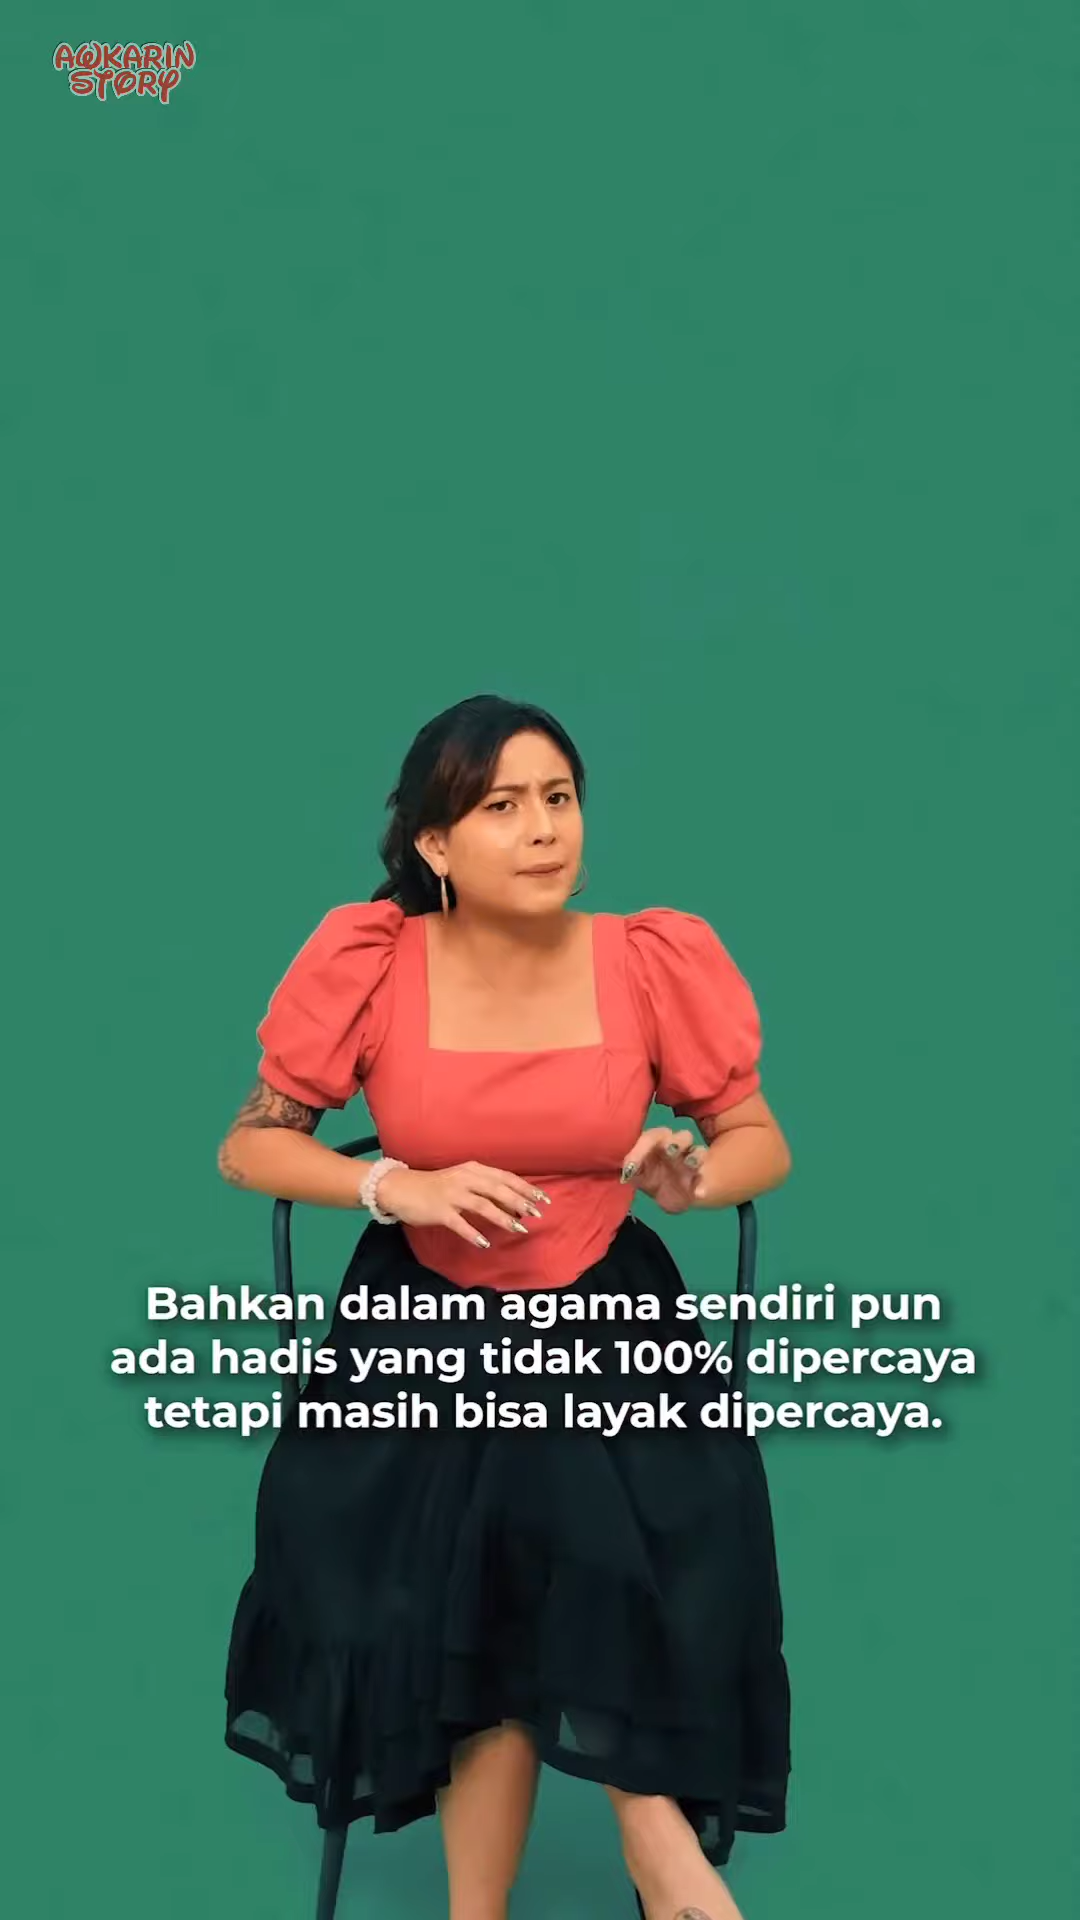 AWKARIN
STORY
Bahkan dalam agama sendiri pun
ada hadis yang tidak 100% dipercaya
tetapi masih bisa layak dipercaya.